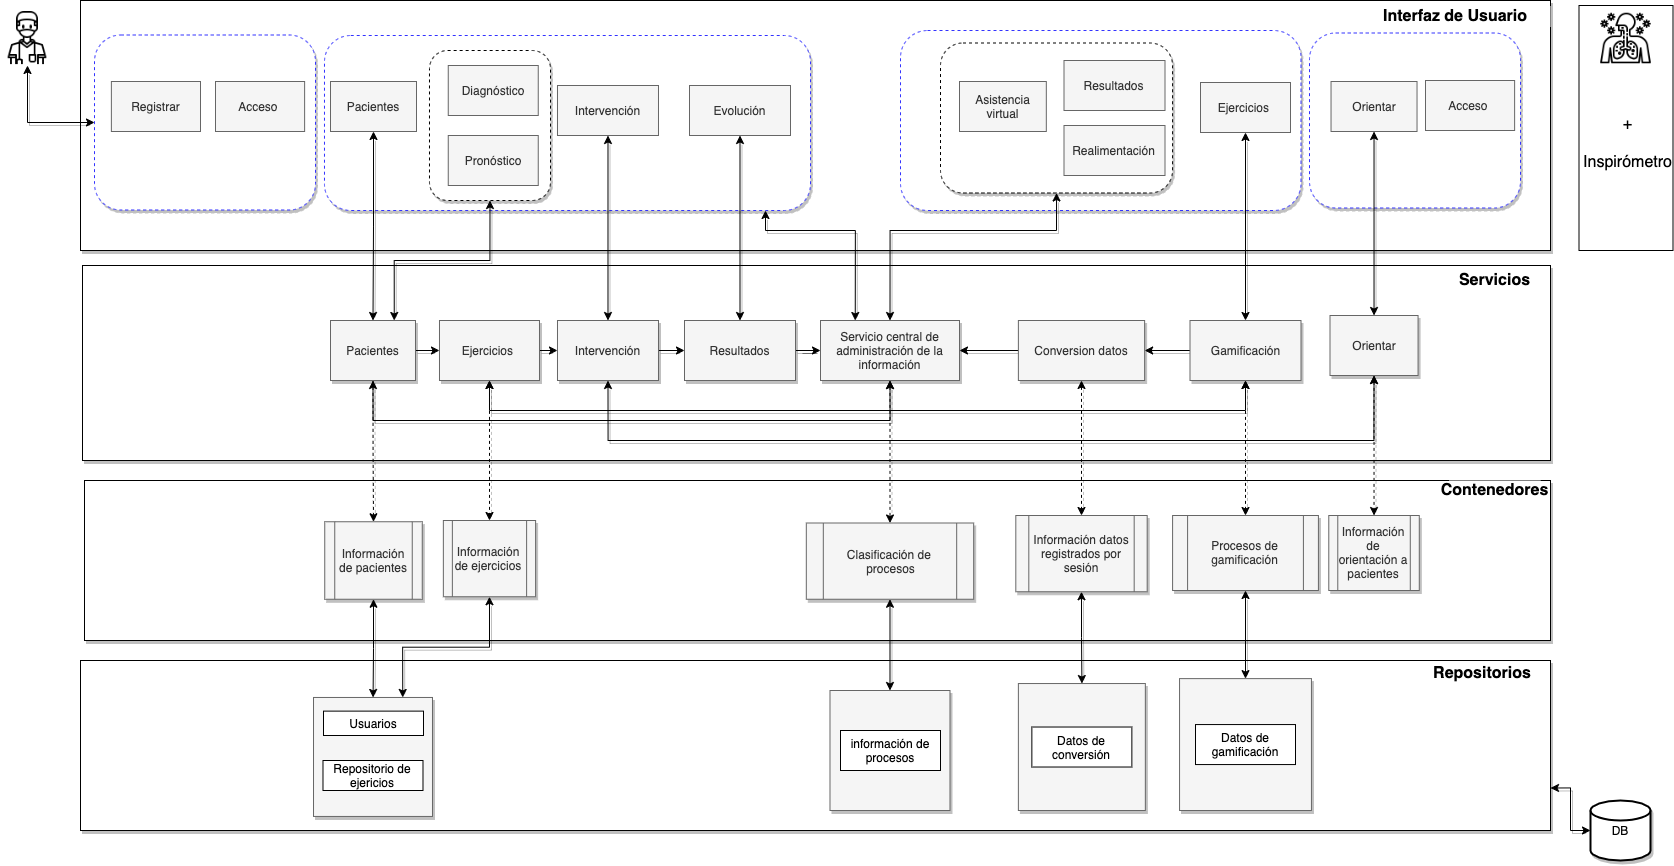 Interfaz de Usuario
Registrar
Acceso
Pacientes
Diagnóstico
Pronóstico
Intervención
Evolución
Asistencia
virtual
Resultados
Realimentación
Ejercicios
Orientar
Acceso
+
Inspirómetro
Servicios
Pacientes
Ejercicios
Intervención
Resultados
Servicio central de
administración de la
información
Conversion datos
Gamificación
Orientar
Contenedores
Información
de pacientes
Información
de ejercicios
Clasificación de
procesos
Información datos
registrados por
sesión
Procesos de
gamificación
Información
de
orientación a
pacientes
Repositorios
Usuarios
Repositorio de
ejericios
información de
procesos
Datos de
conversión
Datos de
gamificación
DB